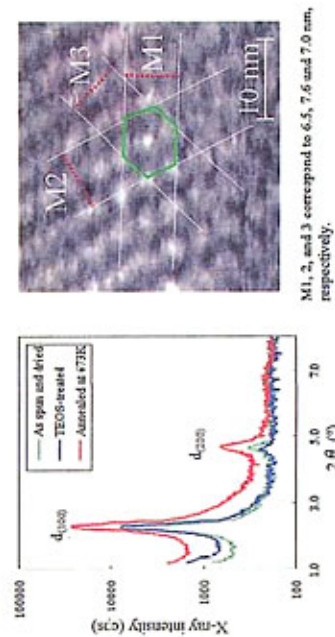 M1
M2
M3
10 nm
M1, 2, and 3 correspond to 6.5, 7.6 and 7.0 nm,
respectively.
X-ray intensity (cps)
100000
10000
1000
100
1.0
3.0
5.0
7.0
2 θ (°)
d(100)
d(200)
As spun and dried
TEOS-treated
Annealed at 673K